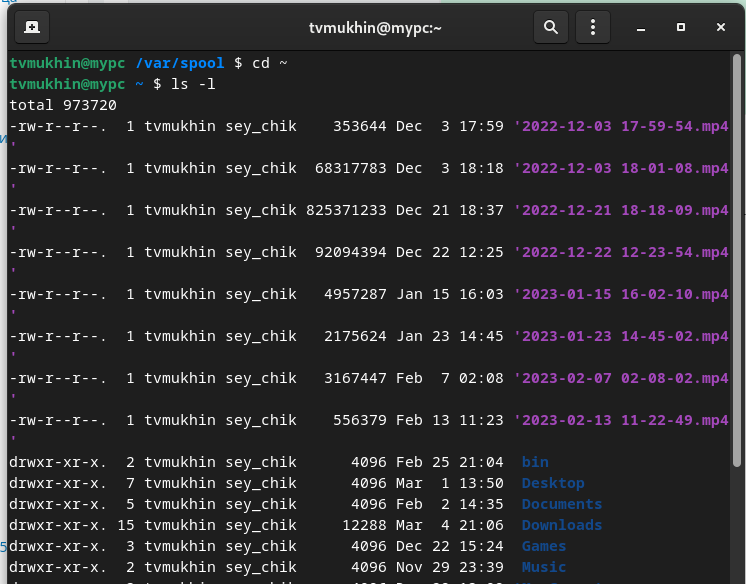 tvmukhin@mypc:~
tvmukhin@mypc /var/spool $ cd ~
tvmukhin@mypc ~ $ ls -l
total 973720
-rw-r--r--.  1 tvmukhin sey_chik    353644 Dec  3 17:59 '2022-12-03 17-59-54.mp4
'
-rw-r--r--.  1 tvmukhin sey_chik  68317783 Dec  3 18:18 '2022-12-03 18-01-08.mp4
'
-rw-r--r--.  1 tvmukhin sey_chik 825371233 Dec 21 18:37 '2022-12-21 18-18-09.mp4
'
-rw-r--r--.  1 tvmukhin sey_chik  92094394 Dec 22 12:25 '2022-12-22 12-23-54.mp4
'
-rw-r--r--.  1 tvmukhin sey_chik   4957287 Jan 15 16:03 '2023-01-15 16-02-10.mp4
'
-rw-r--r--.  1 tvmukhin sey_chik   2175624 Jan 23 14:45 '2023-01-23 14-45-02.mp4
'
-rw-r--r--.  1 tvmukhin sey_chik   3167447 Feb  7 02:08 '2023-02-07 02-08-02.mp4
'
-rw-r--r--.  1 tvmukhin sey_chik    556379 Feb 13 11:23 '2023-02-13 11-22-49.mp4
'
drwxr-xr-x.  2 tvmukhin sey_chik      4096 Feb 25 21:04  bin
drwxr-xr-x.  7 tvmukhin sey_chik      4096 Mar  1 13:50  Desktop
drwxr-xr-x.  5 tvmukhin sey_chik      4096 Feb  2 14:35  Documents
drwxr-xr-x. 15 tvmukhin sey_chik     12288 Mar  4 21:06  Downloads
drwxr-xr-x.  3 tvmukhin sey_chik      4096 Dec 22 15:24  Games
drwxr-xr-x.  2 tvmukhin sey_chik      4096 Nov 29 23:39  Music